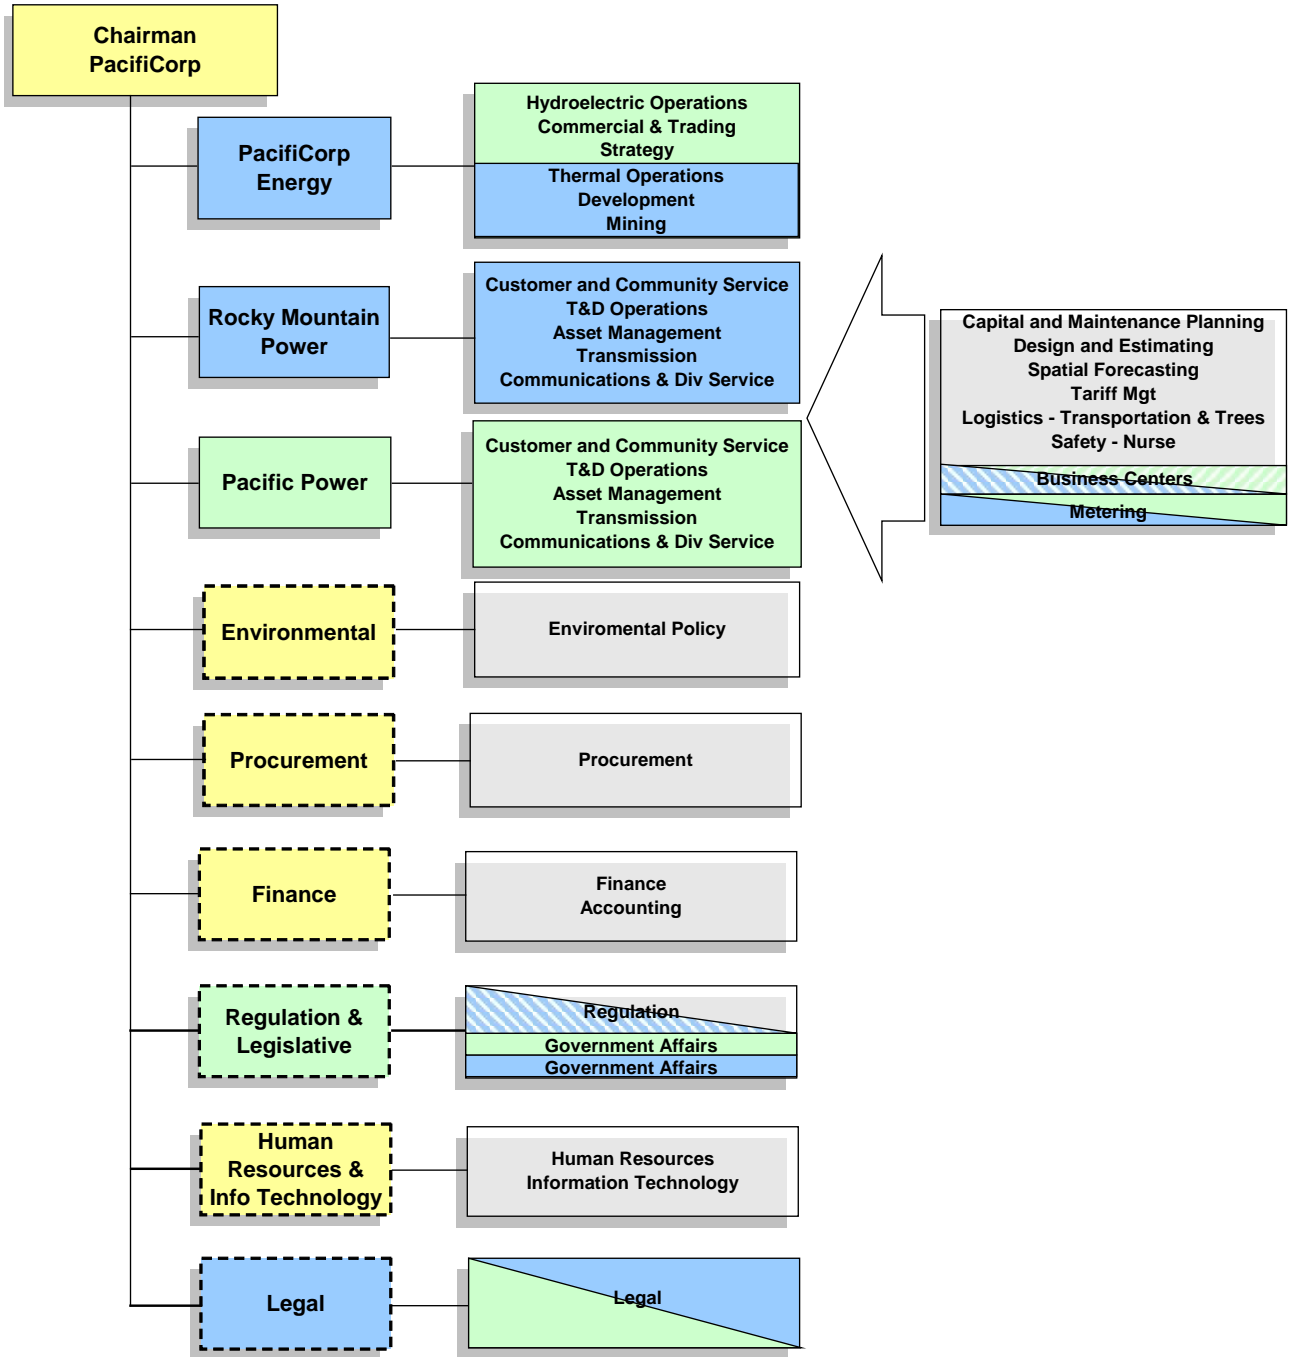 Chairman
PacifiCorp
PacifiCorp
Energy
Hydroelectric Operations
Commercial & Trading
Strategy
Thermal Operations
Development
Mining
Rocky Mountain
Power
Customer and Community Service
T&D Operations
Asset Management
Transmission
Communications & Div Service
Capital and Maintenance Planning
Design and Estimating
Spatial Forecasting
Tariff Mgt
Logistics - Transportation & Trees
Safety - Nurse
Business Centers
Metering
Pacific Power
Customer and Community Service
T&D Operations
Asset Management
Transmission
Communications & Div Service
Environmental
Enviromental Policy
Procurement
Procurement
Finance
Finance
Accounting
Regulation &
Legislative
Regulation
Government Affairs
Government Affairs
Human
Resources &
Info Technology
Human Resources
Information Technology
Legal
Legal